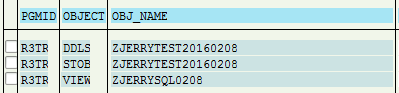 PGMID OBJECT OBJ_NAME
R3TR DDLS ZJERRYTEST20160208
R3TR STOB ZJERRYTEST20160208
R3TR VIEW ZJERRYSQL0208